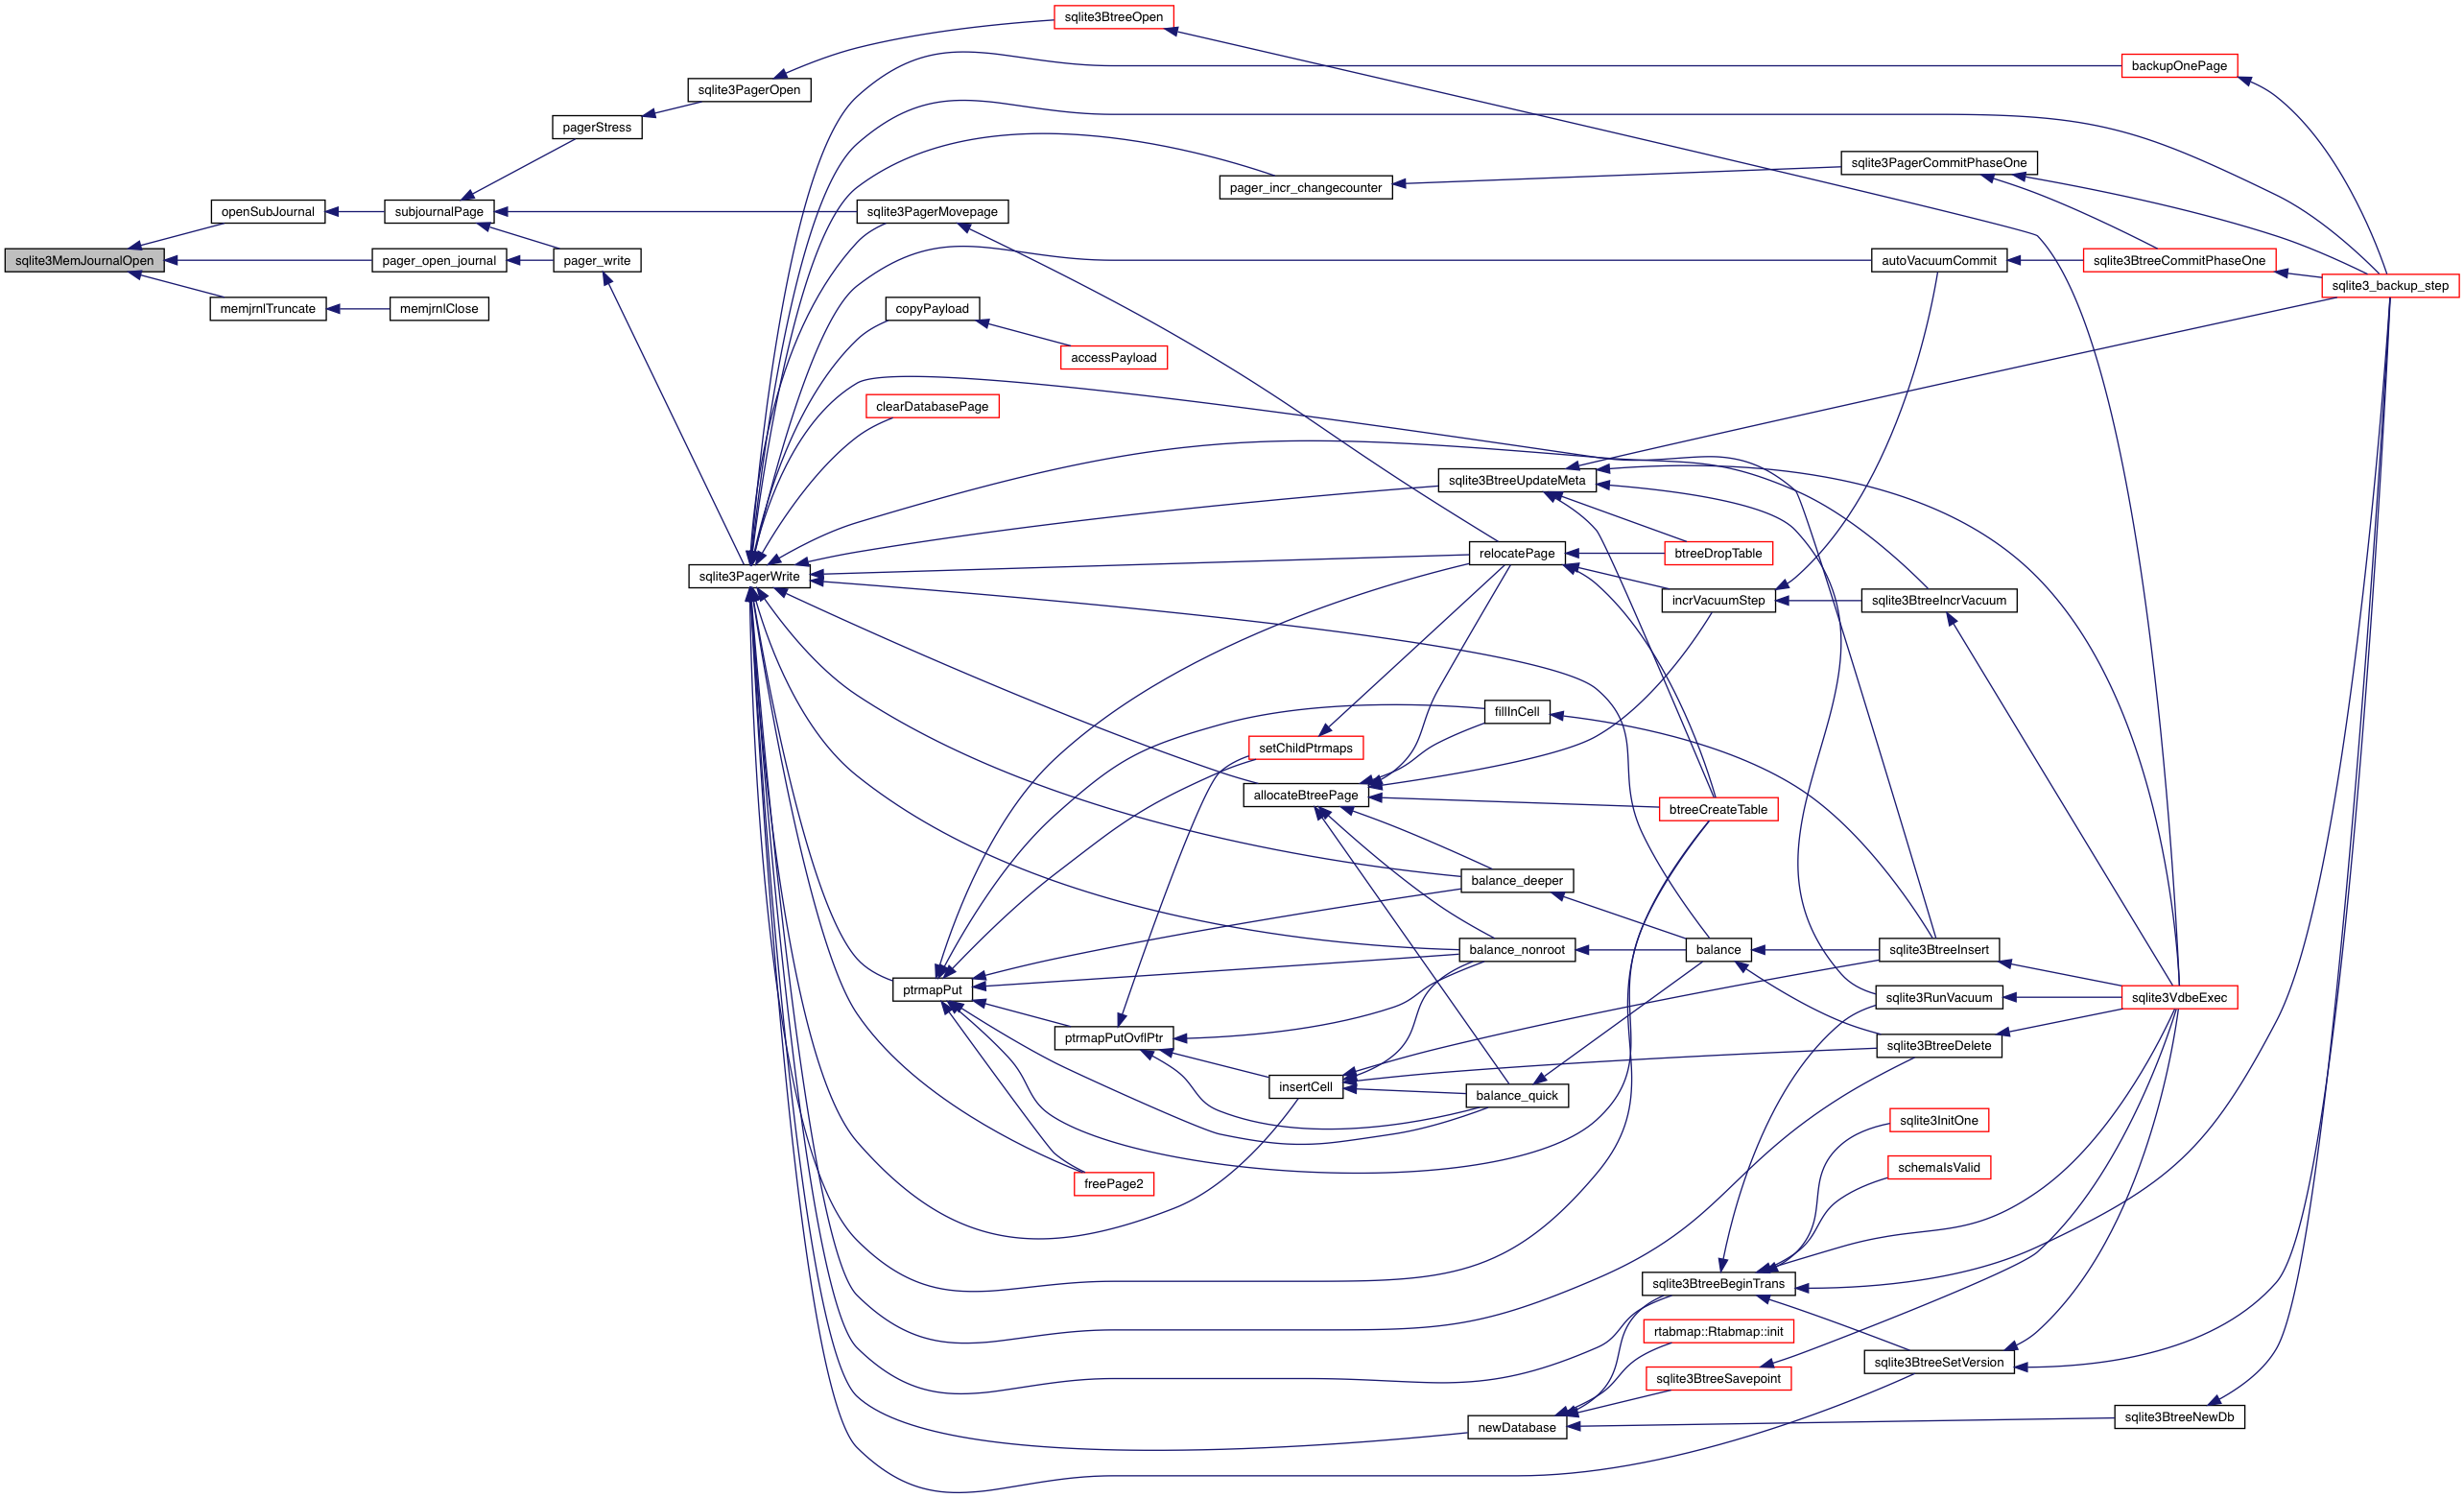 sqlite3BtreeOpen
backupOnePage
sqlite3PagerOpen
pagerStress
sqlite3PagerCommitPhaseOne
pager_incr_changecounter
openSubJournal
subjournalPage
sqlite3PagerMovepage
sqlite3MemJournalOpen
pager_open_journal
pager_write
autoVacuumCommit
sqlite3BtreeCommitPhaseOne
sqlite3_backup_step
memjrnlTruncate
memjrnlClose
copyPayload
accessPayload
clearDatabasePage
sqlite3BtreeUpdateMeta
relocatePage
btreeDropTable
sqlite3PagerWrite
incrVacuumStep
sqlite3BtreeIncrVacuum
fillInCell
setChildPtrmaps
allocateBtreePage
btreeCreateTable
balance_deeper
balance_nonroot
balance
sqlite3BtreeInsert
ptrmapPut
sqlite3RunVacuum
sqlite3VdbeExec
ptrmapPutOvflPtr
sqlite3BtreeDelete
insertCell
balance_quick
sqlite3InitOne
schemaIsValid
freePage2
sqlite3BtreeBeginTrans
rtabmap::Rtabmap::init
sqlite3BtreeSetVersion
sqlite3BtreeSavepoint
sqlite3BtreeNewDb
newDatabase